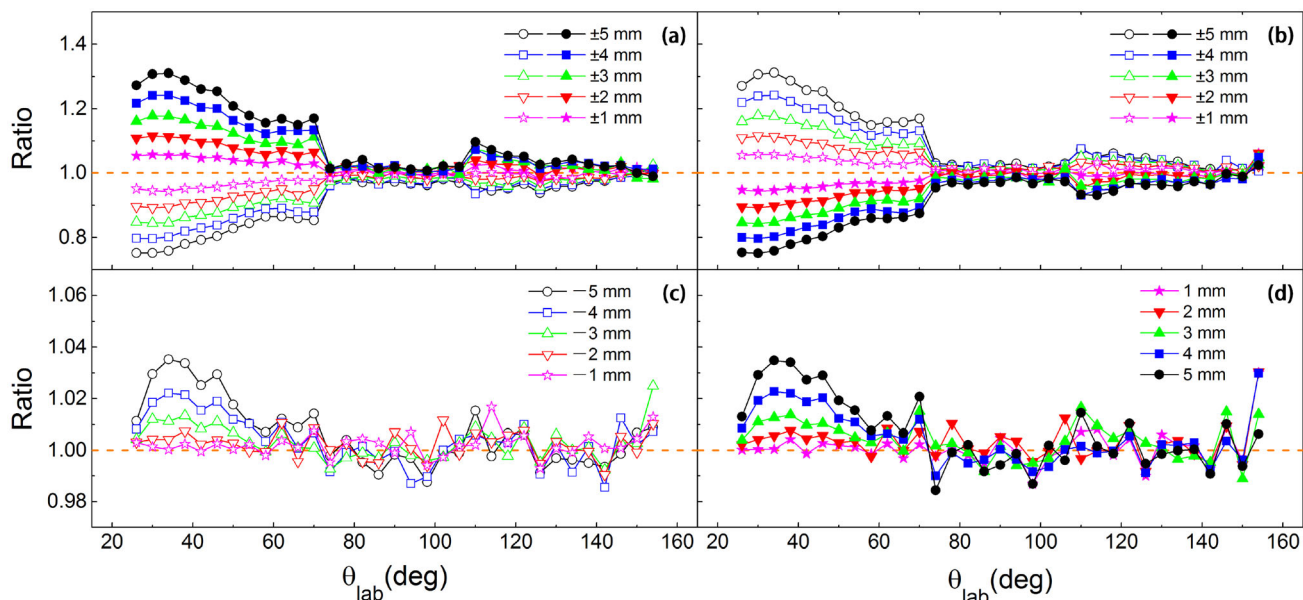 (a)
±5 mm
±4 mm
±3 mm
±2 mm
±1 mm
Ratio
1.4
1.2
1.0
0.8
(b)
±5 mm
±4 mm
±3 mm
±2 mm
±1 mm
(c)
−5 mm
−4 mm
−3 mm
−2 mm
−1 mm
Ratio
1.06
1.04
1.02
1.00
0.98
20 40 60 80 100 120 140 160
θlab(deg)
(d)
1 mm
2 mm
3 mm
4 mm
5 mm
20 40 60 80 100 120 140 160
θlab(deg)